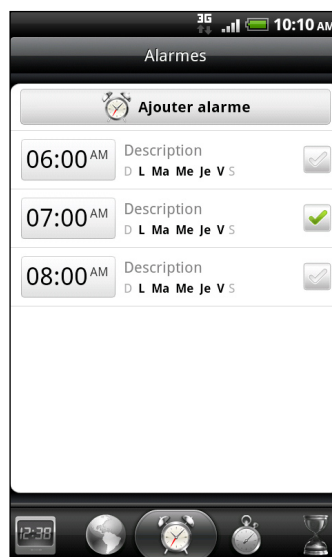 3G 10:10 AM
Alarmes
Ajouter alarme
06:00 AM Description
D L Ma Me Je V S
07:00 AM Description
D L Ma Me Je V S
08:00 AM Description
D L Ma Me Je V S
12:38